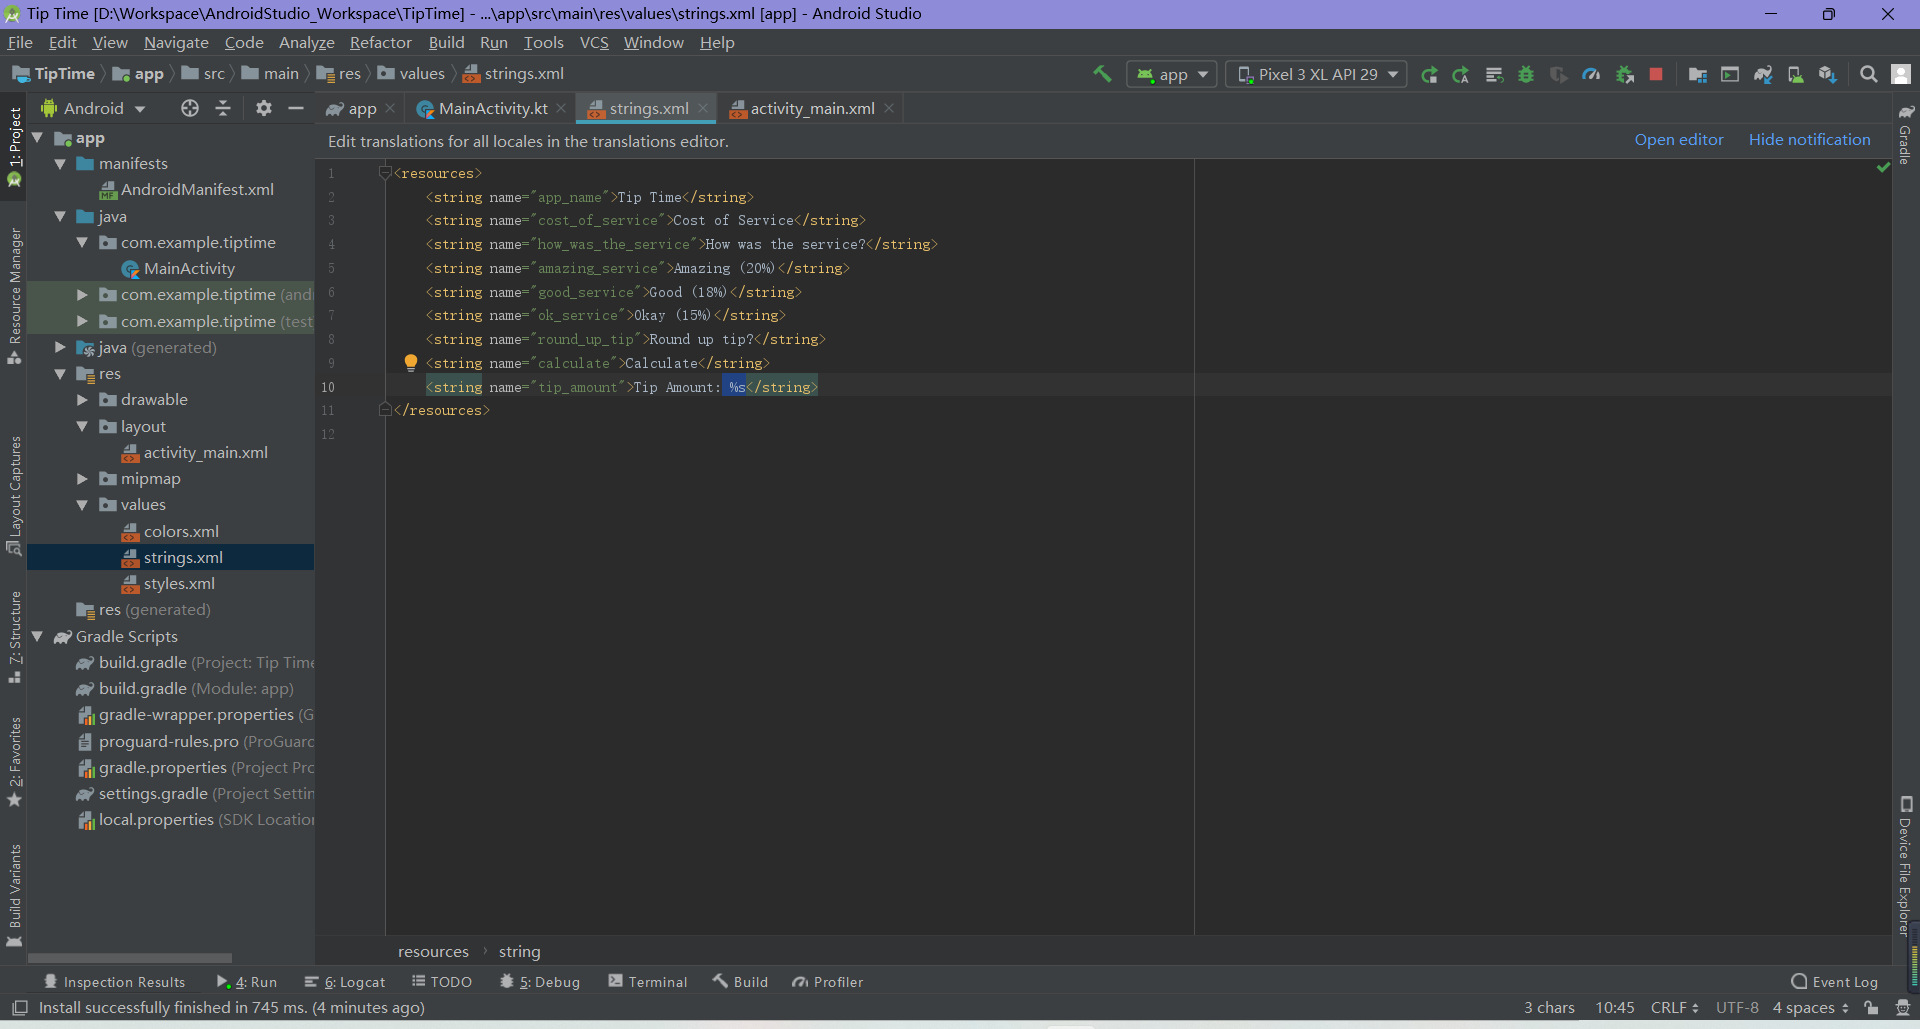 Tip Time [D:\Workspace\AndroidStudio_Workspace\TipTime] - ...\app\src\main\res\values\strings.xml [app] - Android Studio
File Edit View Navigate Code Analyze Refactor Build Run Tools VCS Window Help
TipTime app src main res values strings.xml app Pixel 3 XL API 29
Android
app MainActivity.kt strings.xml activity_main.xml
Edit translations for all locales in the translations editor. Open editor Hide notification
1: Project
Resource Manager
Layout Captures
Z: Structure
2: Favorites
Build Variants
app
manifests
AndroidManifest.xml
java
com.example.tiptime
MainActivity
com.example.tiptime (and
com.example.tiptime (test
java (generated)
res
drawable
layout
activity_main.xml
mipmap
values
colors.xml
strings.xml
styles.xml
res (generated)
Gradle Scripts
build.gradle (Project: Tip Time
build.gradle (Module: app)
gradle-wrapper.properties (G
proguard-rules.pro (ProGuard
gradle.properties (Project Pro
settings.gradle (Project Settin
local.properties (SDK Location
1 <resources>
2 <string name="app_name">Tip Time</string>
3 <string name="cost_of_service">Cost of Service</string>
4 <string name="how_was_the_service">How was the service?</string>
5 <string name="amazing_service">Amazing (20%)</string>
6 <string name="good_service">Good (18%)</string>
7 <string name="ok_service">Okay (15%)</string>
8 <string name="round_up_tip">Round up tip?</string>
9 <string name="calculate">Calculate</string>
10 <string name="tip_amount">Tip Amount: %s</string>
11 </resources>
12
Gradle
Device File Explorer
resources string
Inspection Results 4: Run 6: Logcat TODO 5: Debug Terminal Build Profiler Event Log
Install successfully finished in 745 ms. (4 minutes ago) 3 chars 10:45 CRLF UTF-8 4 spaces